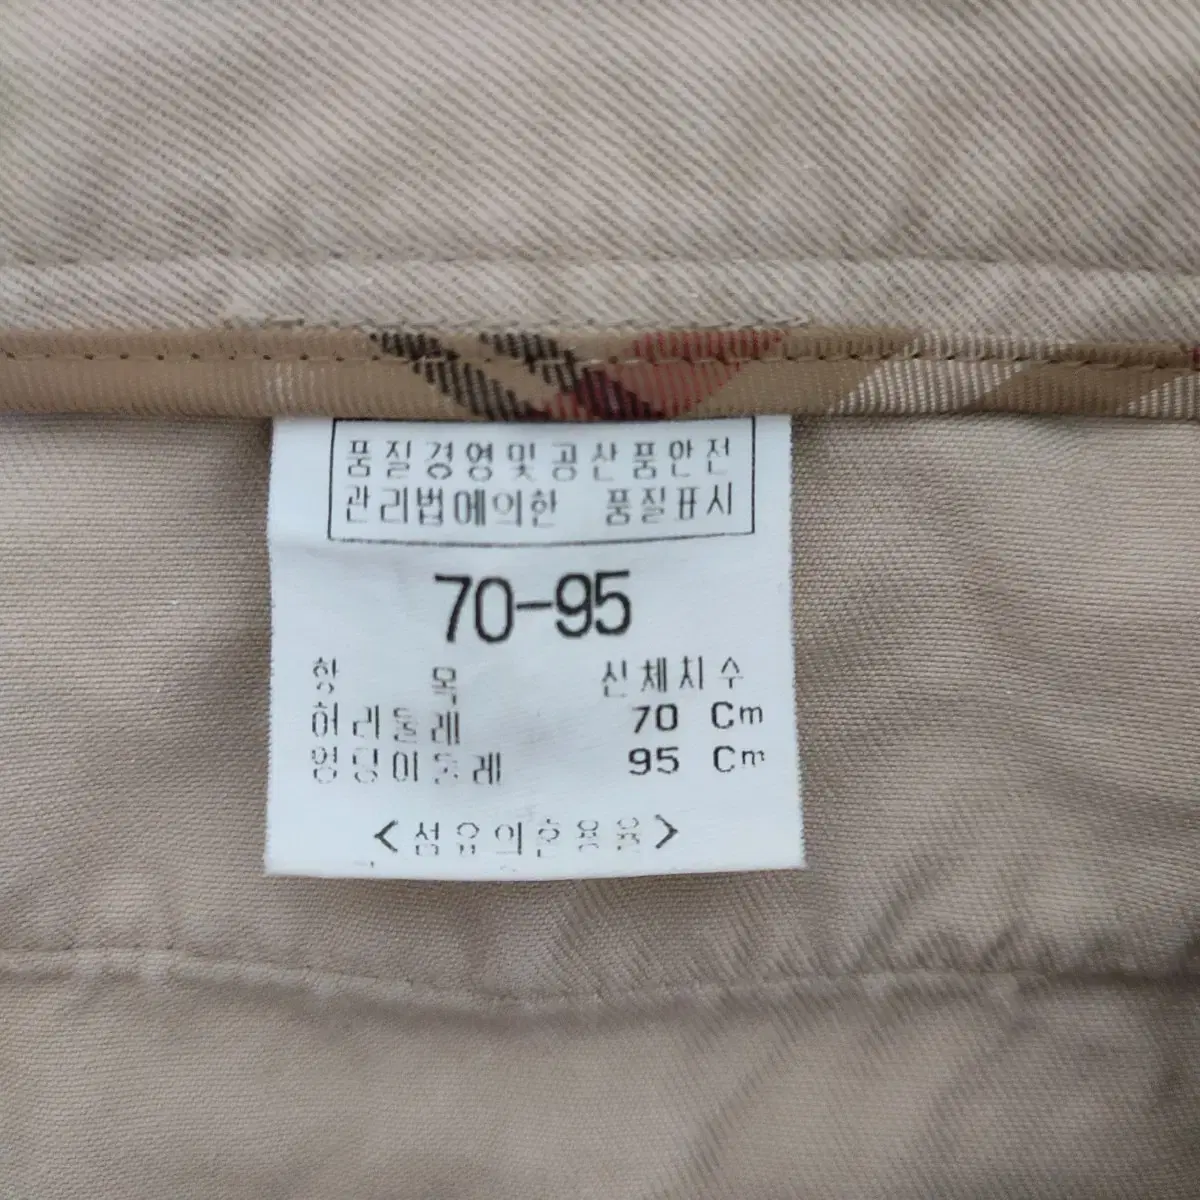 품질경영및공산품안전
관리법에의한 품질표시
70-95
항 목 신체치수
허리둘레 70 Cm
엉덩이둘레 95 Cm
<섬유의혼용율>